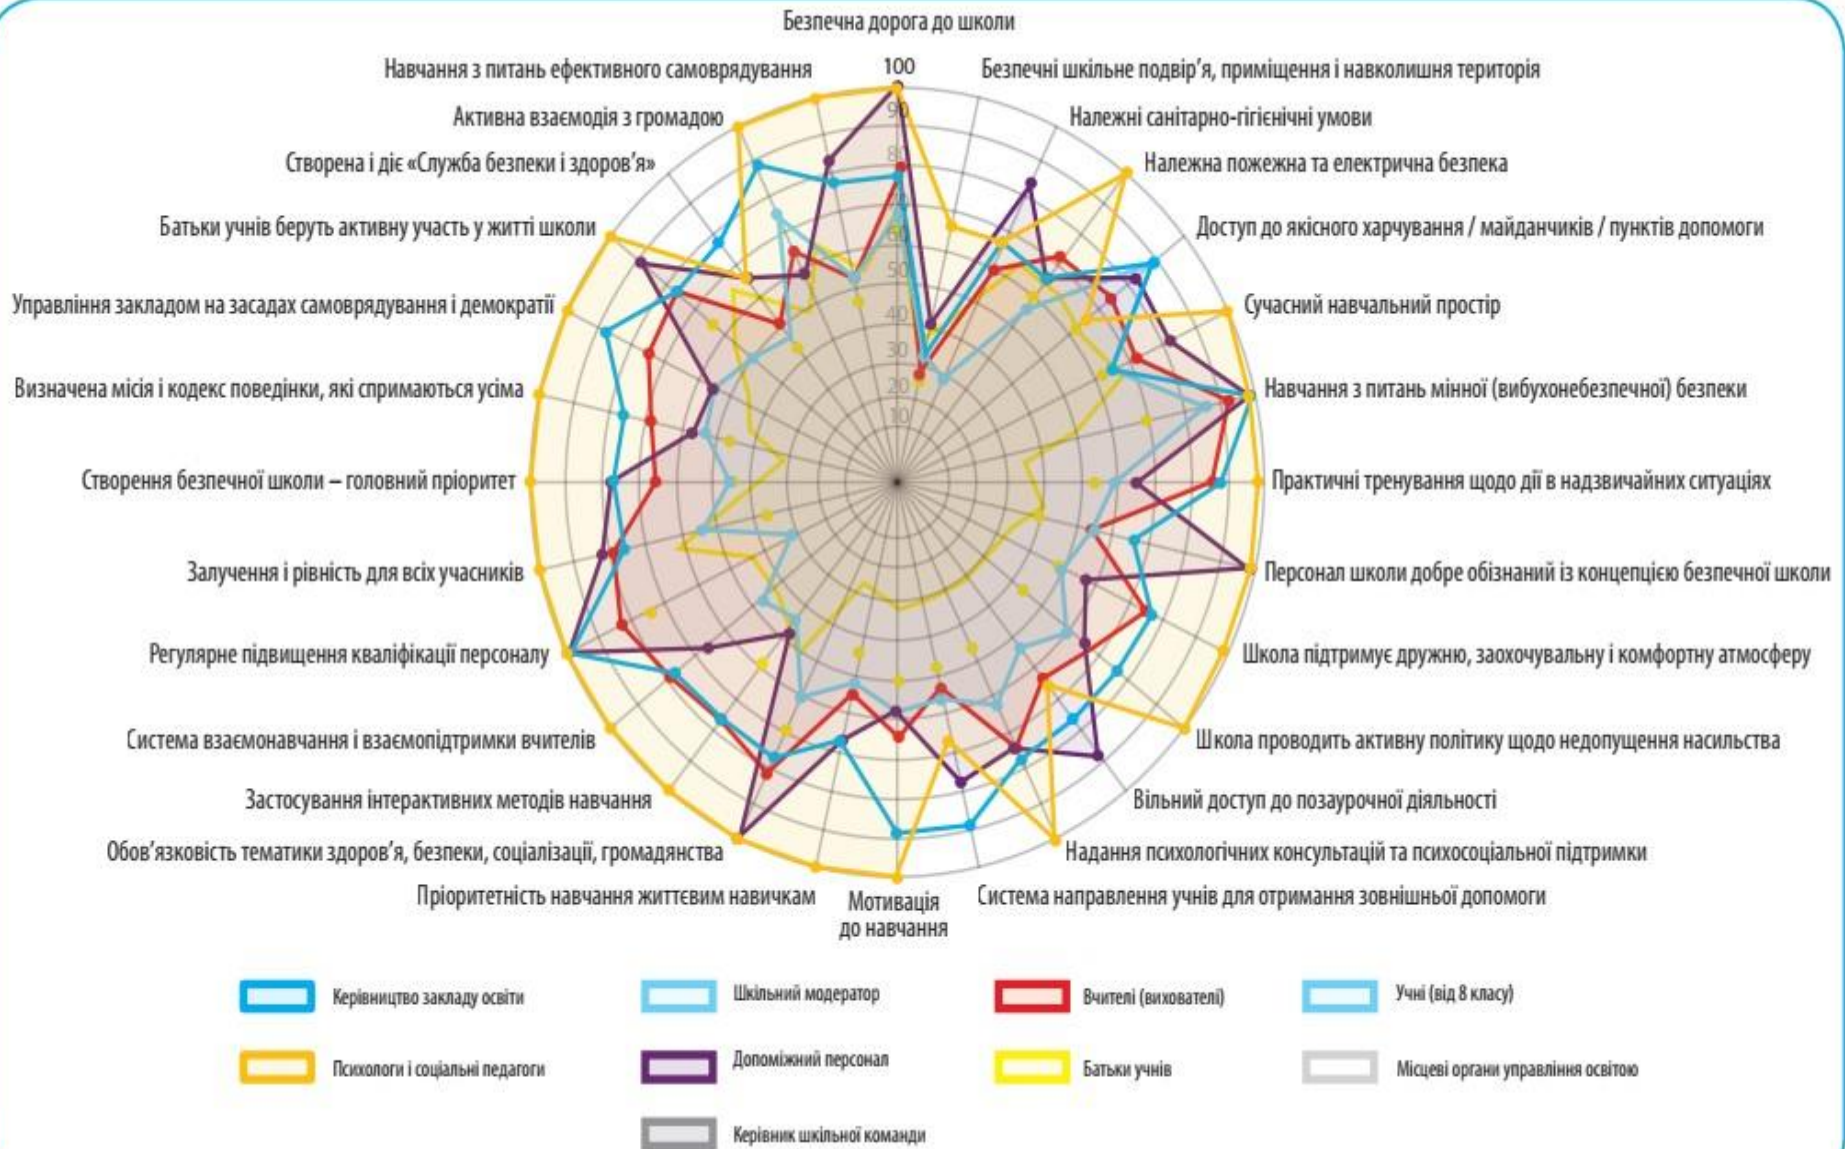 Безпечна дорога до школи
Навчання з питань ефективного самоврядування
100
Безпечні шкільне подвір’я, приміщення і навколишня територія
90
Активна взаємодія з громадою
Належні санітарно-гігієнічні умови
80
Створена і діє «Служба безпеки і здоров’я»
Належна пожежна та електрична безпека
70
Батьки учнів беруть активну участь у житті школи
Доступ до якісного харчування / майданчиків / пунктів допомоги
60
50
Управління закладом на засадах самоврядування і демократії
Сучасний навчальний простір
40
30
Визначена місія і кодекс поведінки, які спримаються усіма
20
Навчання з питань мінної (вибухонебезпечної) безпеки
10
Створення безпечної школи – головний пріоритет
Практичні тренування щодо дії в надзвичайних ситуаціях
Залучення і рівність для всіх учасників
Персонал школи добре обізнаний із концепцією безпечної школи
Регулярне підвищення кваліфікації персоналу
Школа підтримує дружню, заохочувальну і комфортну атмосферу
Система взаємонавчання і взаємопідтримки вчителів
Школа проводить активну політику щодо недопущення насильства
Застосування інтерактивних методів навчання
Вільний доступ до позаурочної діяльності
Обов’язковість тематики здоров’я, безпеки, соціалізації, громадянства
Надання психологічних консультацій та психосоціальної підтримки
Пріоритетність навчання життєвим навичкам
Мотивація
до навчання
Система направлення учнів для отримання зовнішньої допомоги
Керівництво закладу освіти
Шкільний модератор
Вчителі (вихователі)
Учні (від 8 класу)
Психологи і соціальні педагоги
Допоміжний персонал
Батьки учнів
Місцеві органи управління освітою
Керівник шкільної команди